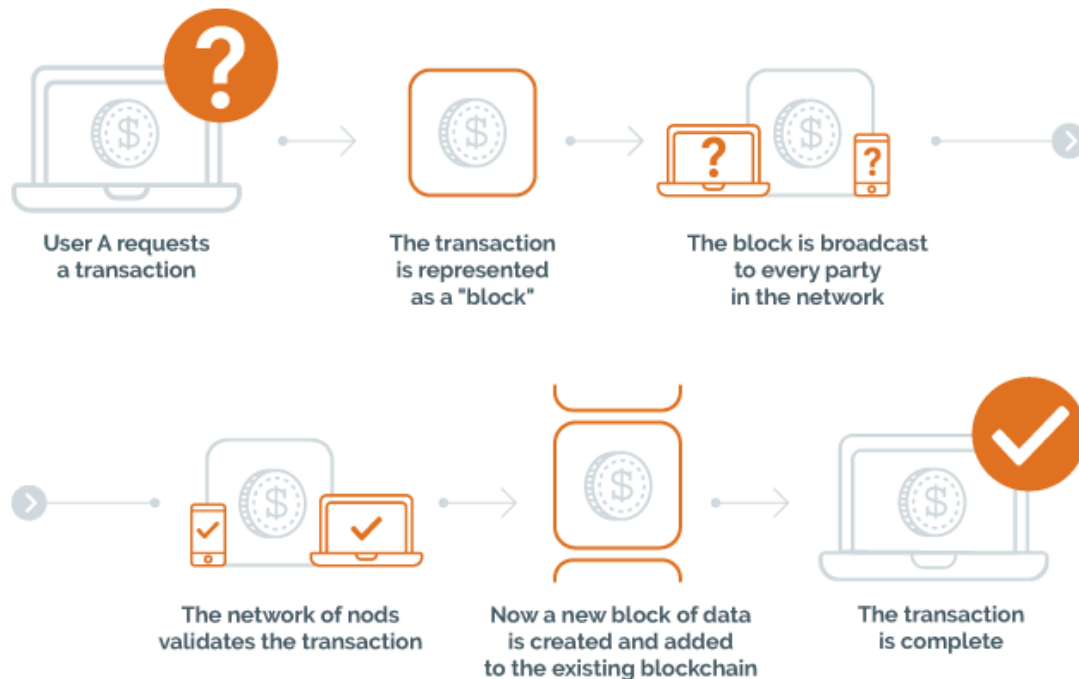 User A requests
a transaction
The transaction
is represented
as a "block"
The block is broadcast
to every party
in the network
The network of nods
validates the transaction
Now a new block of data
is created and added
to the existing blockchain
The transaction
is complete